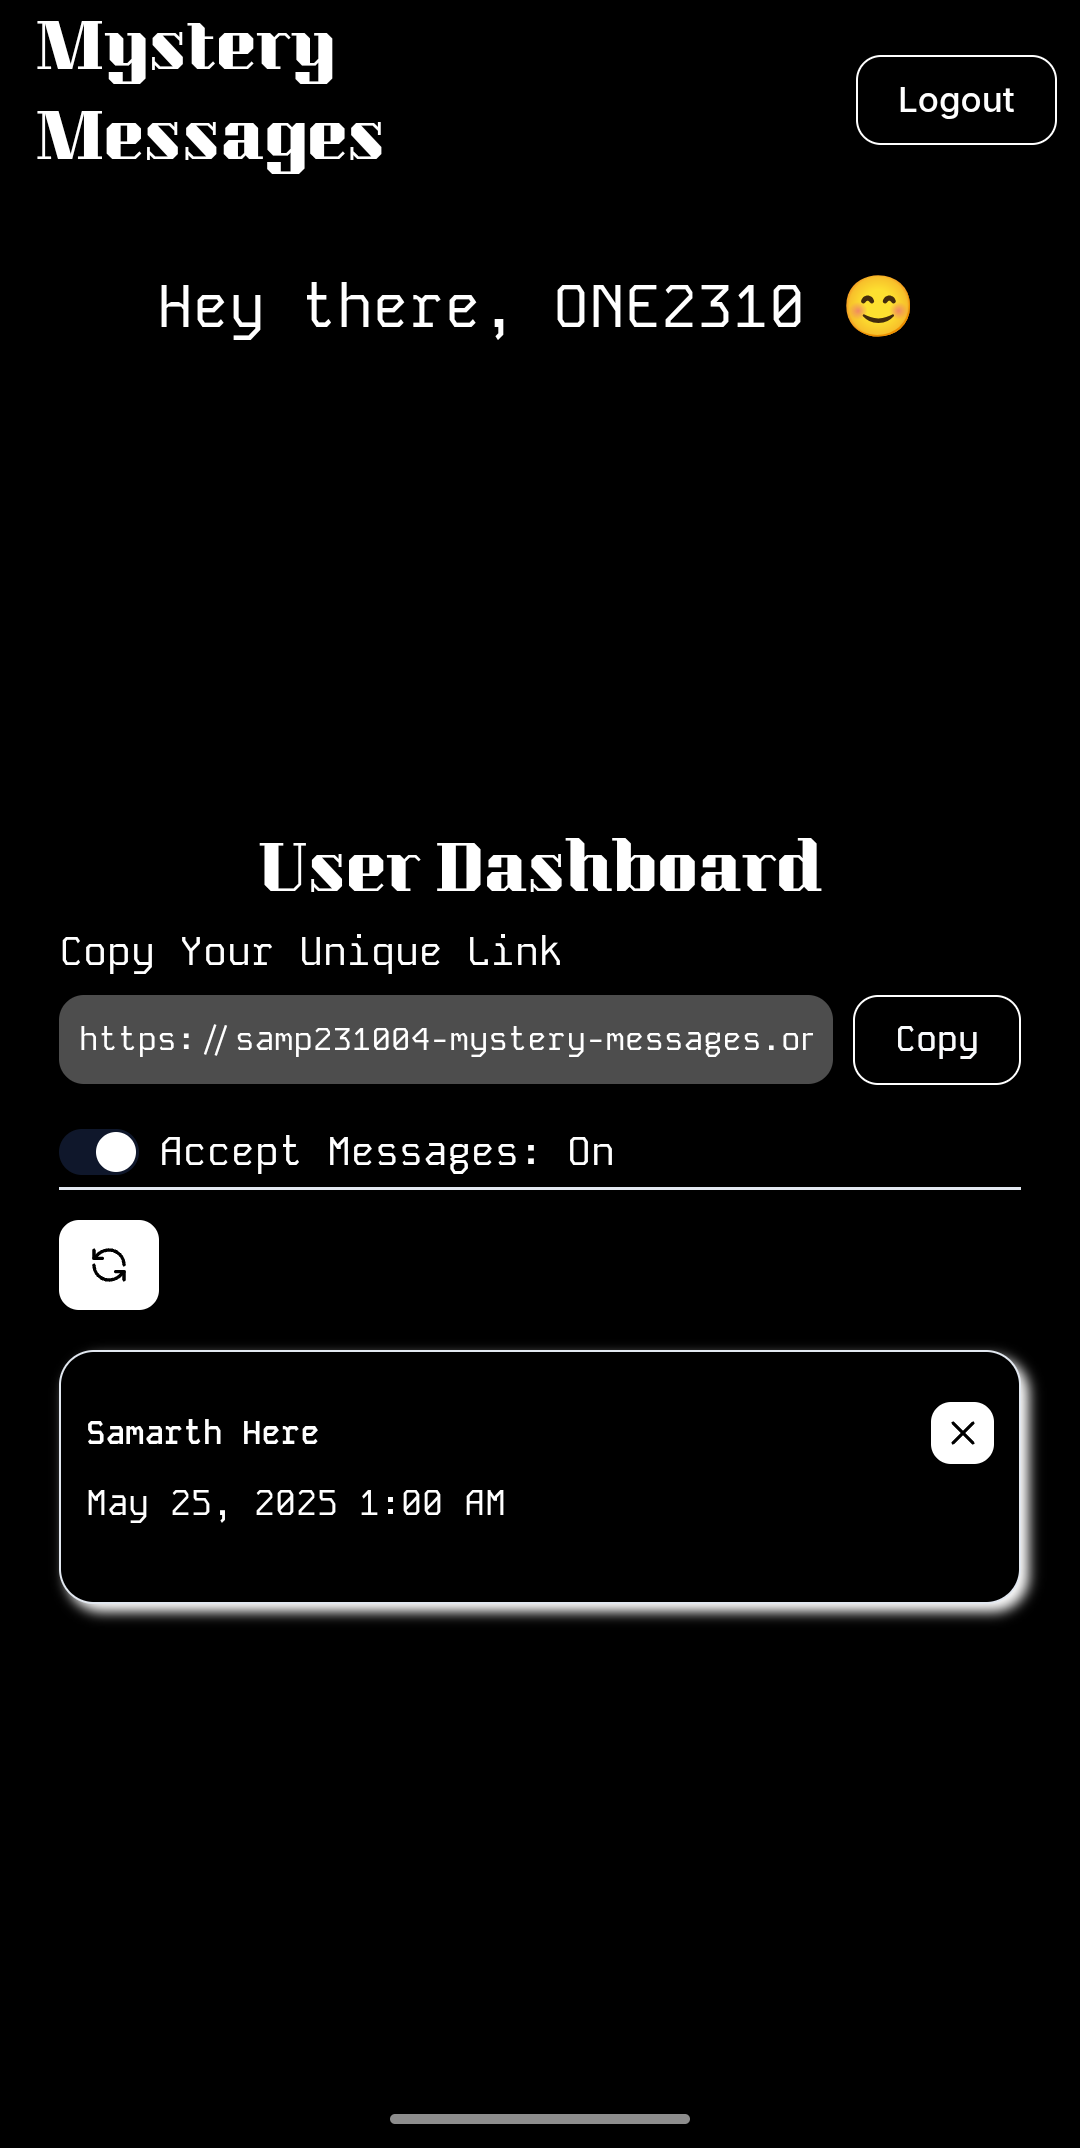 Mystery
Messages
Logout
Hey there, ONE2310 😊
User Dashboard
Copy Your Unique Link
https://samp231004-mystery-messages.or
Copy
Accept Messages: On
Samarth Here
May 25, 2025 1:00 AM